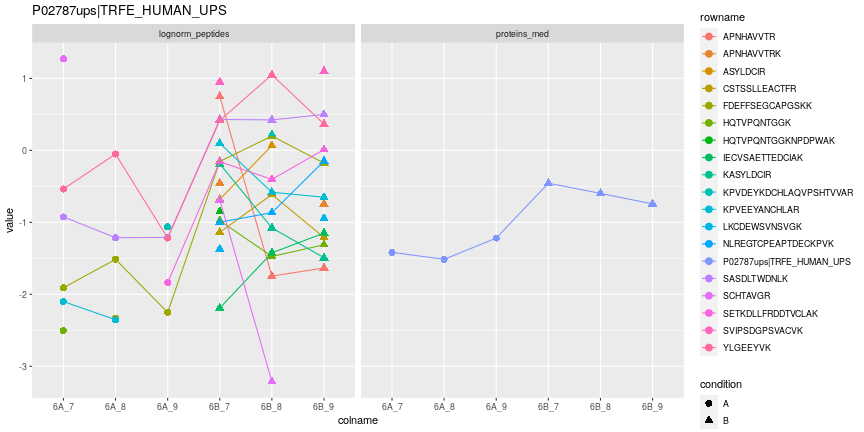 P02787ups|TRFE_HUMAN_UPS
lognorm_peptides
proteins_med
value
1
0
-1
-2
-3
6A_7 6A_8 6A_9 6B_7 6B_8 6B_9
6A_7 6A_8 6A_9 6B_7 6B_8 6B_9
colname
rowname
APNHAVVTR
APNHAVVTRK
ASYLDCIR
CSTSSLLEACTFR
FDEFFSEGCAPGSKK
HQTVPQNTGGK
HQTVPQNTGGKNPDPWAK
IECVSAETTEDCIAK
KASYLDCIR
KPVDEYKDCHLAQVPSHTVVAR
KPVEEYANCHLAR
LKCDEWSVNSVGK
NLREGTCPEAPTDECKPVK
P02787ups|TRFE_HUMAN_UPS
SASDLTWDNLK
SCHTAVGR
SETKDLLFRDDTVCLAK
SVIPSDGPSVACVK
YLGEEYVK
condition
A
B